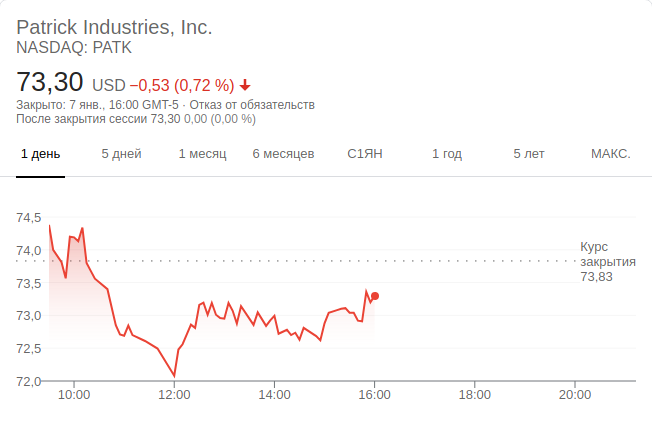 Patrick Industries, Inc.
NASDAQ: PATK
73,30 USD −0,53 (0,72 %)
Закрыто: 7 янв., 16:00 GMT-5 · Отказ от обязательств
После закрытия сессии 73,30 0,00 (0,00 %)
1 день 5 дней 1 месяц 6 месяцев С1ЯН 1 год 5 лет МАКС.
74,5
74,0
73,5
73,0
72,5
72,0
Курс
закрытия
73,83
10:00 12:00 14:00 16:00 18:00 20:00